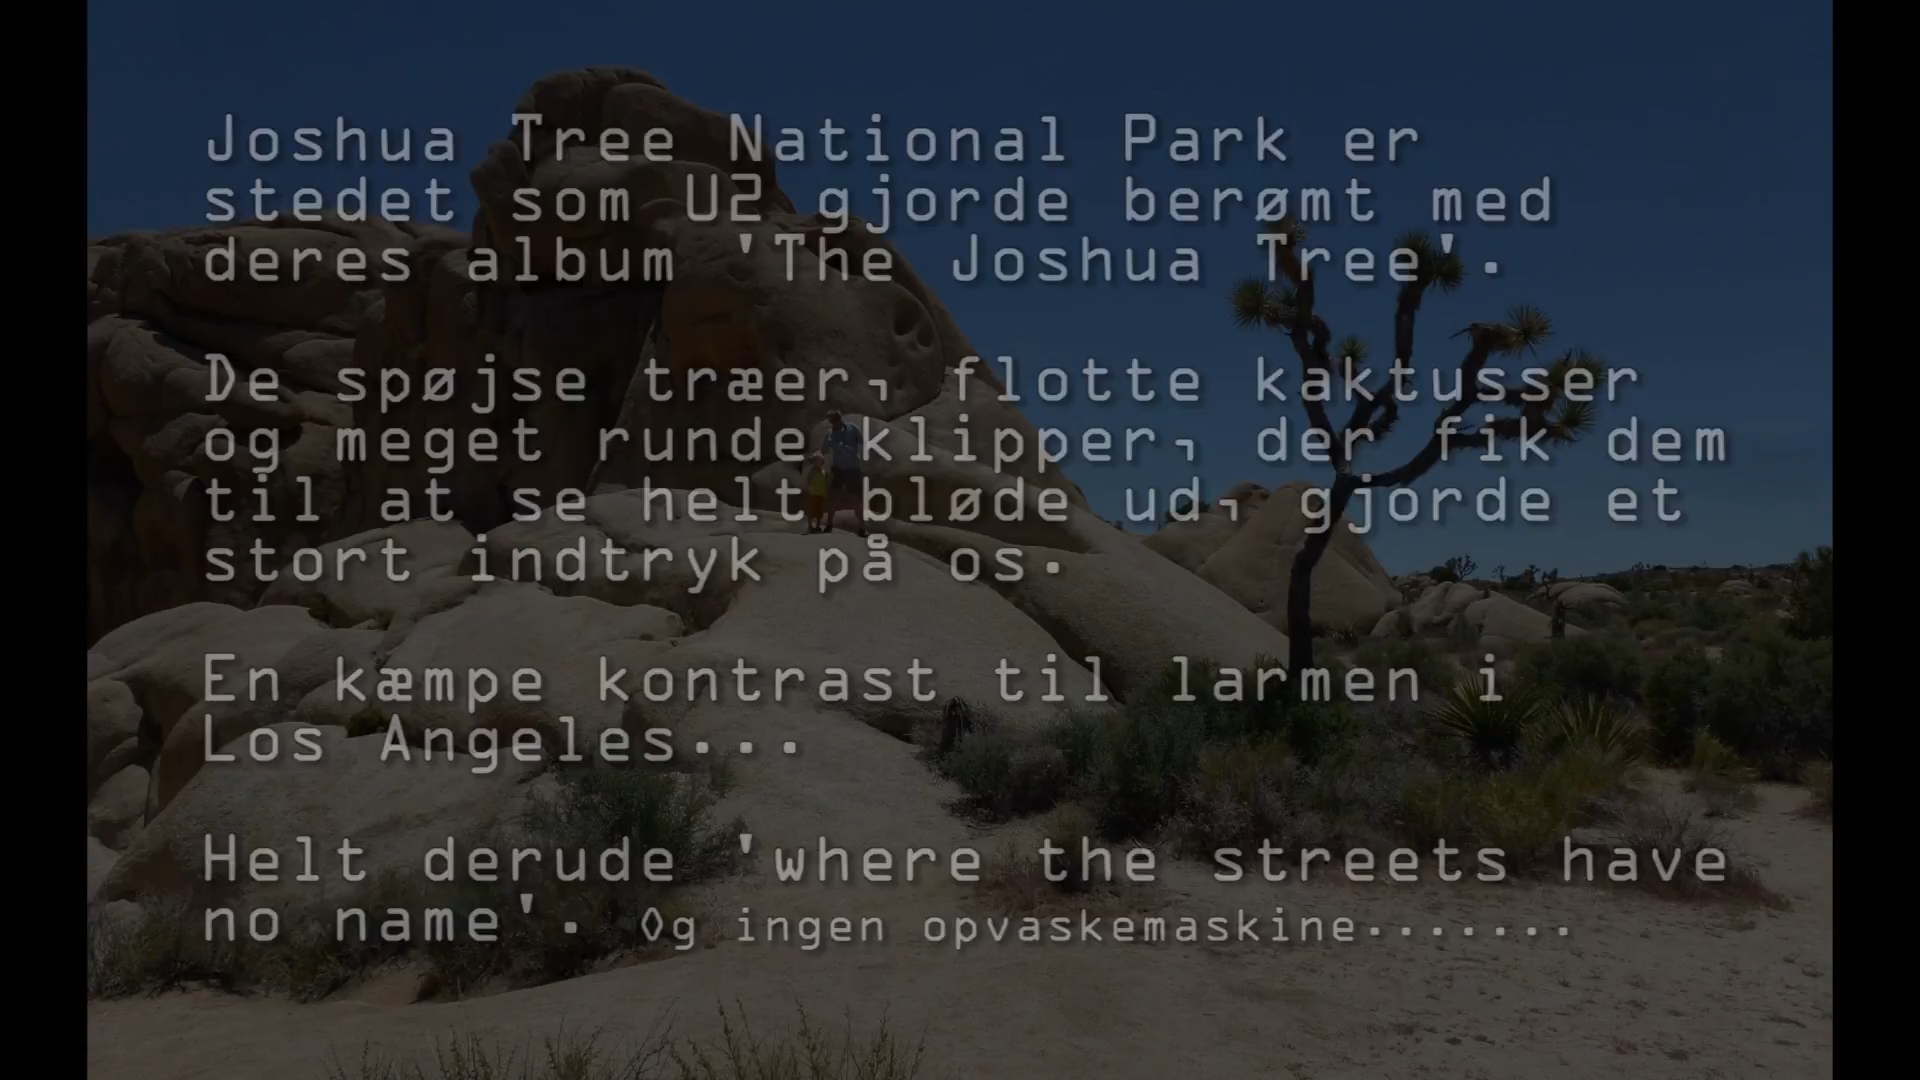 Joshua Tree National Park er
stedet som U2 gjorde berømt med
deres album 'The Joshua Tree'.
De spøjse træer, flotte kaktusser
og meget runde klipper, der fik dem
til at se helt bløde ud, gjorde et
stort indtryk på os.
En kæmpe kontrast til larmen i
Los Angeles...
Helt derude 'where the streets have
no name'. Og ingen opvaskemaskine.......